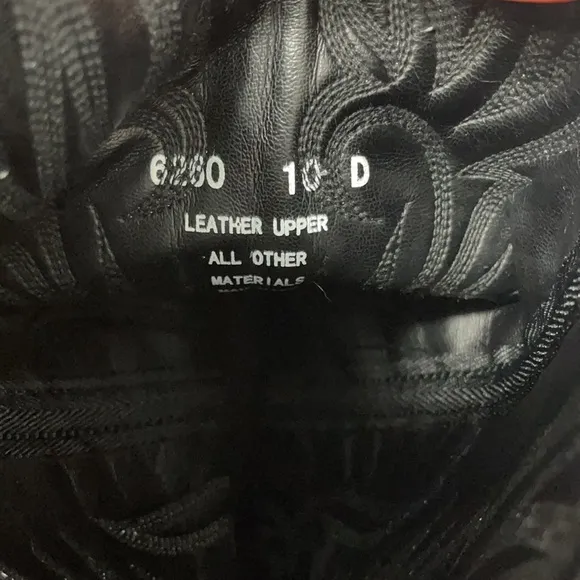 6260 10 D
LEATHER UPPER
ALL OTHER
MATERIALS